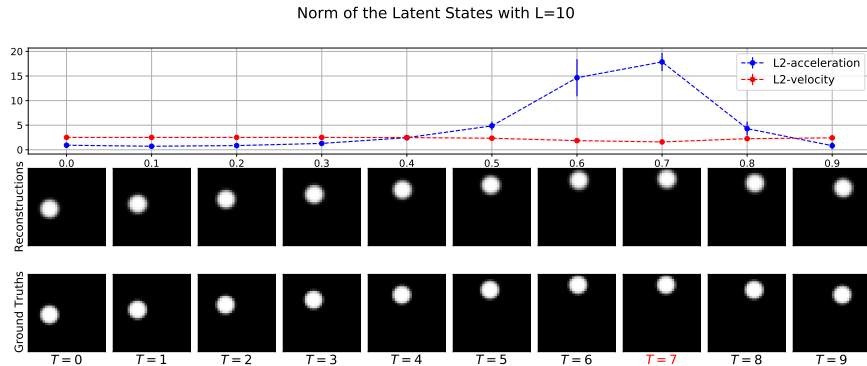 Norm of the Latent States with L=10
20
15
10
5
0
L2-acceleration
L2-velocity
0.0 0.1 0.2 0.3 0.4 0.5 0.6 0.7 0.8 0.9
Reconstructions
Ground Truths
T = 0 T = 1 T = 2 T = 3 T = 4 T = 5 T = 6 T = 7 T = 8 T = 9